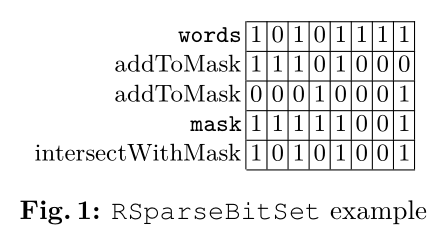 words 1 0 1 0 1 1 1 1
addToMask 1 1 1 0 1 0 0 0
addToMask 0 0 0 1 0 0 0 1
mask 1 1 1 1 1 0 0 1
intersectWithMask 1 0 1 0 1 0 0 1
Fig. 1: RSparseBitSet example